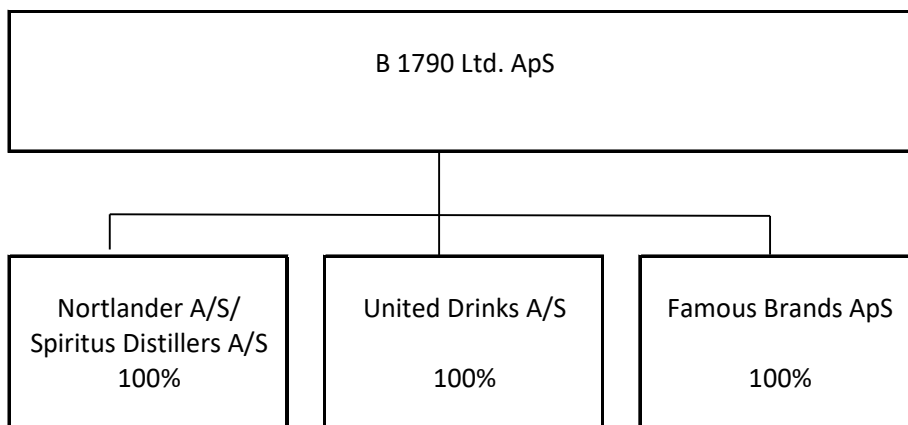 B 1790 Ltd. ApS
Nortlander A/S/
Spiritus Distillers A/S
100%
United Drinks A/S
100%
Famous Brands ApS
100%